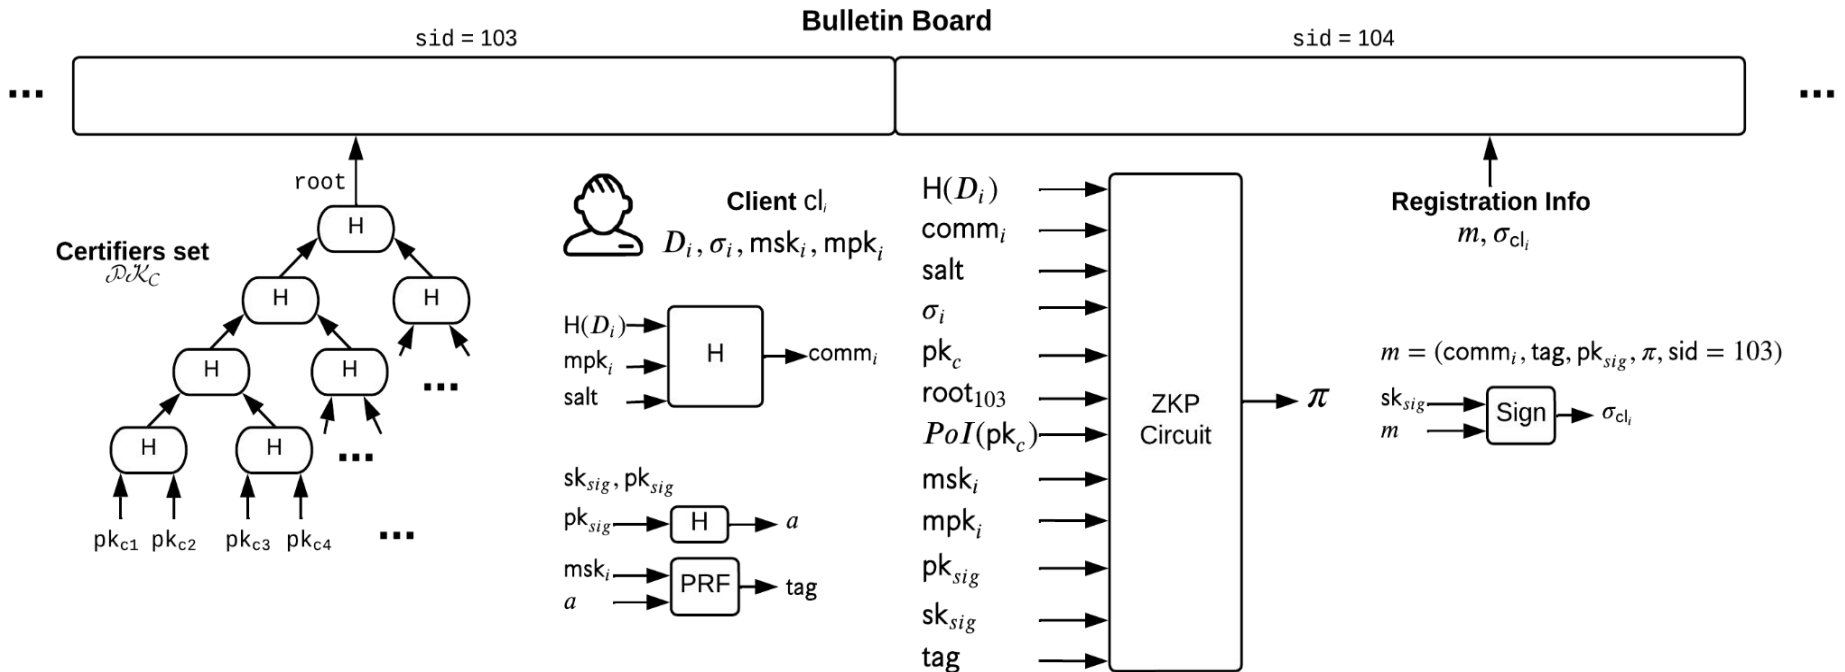 Bulletin Board
sid = 103
sid = 104
...
...
root
H
Certifiers set
𝒫𝒦_C
H
H
H
H
...
H
H
...
pk_c1 pk_c2 pk_c3 pk_c4 ...
Client cl_i
D_i, σ_i, msk_i, mpk_i
H(D_i)
mpk_i
salt
H
comm_i
sk_sig, pk_sig
pk_sig
H
a
msk_i
a
PRF
tag
H(D_i)
comm_i
salt
σ_i
pk_c
root_103
PoI(pk_c)
msk_i
mpk_i
pk_sig
sk_sig
tag
ZKP
Circuit
π
Registration Info
m, σ_cl_i
m = (comm_i, tag, pk_sig, π, sid = 103)
sk_sig
m
Sign
σ_cl_i